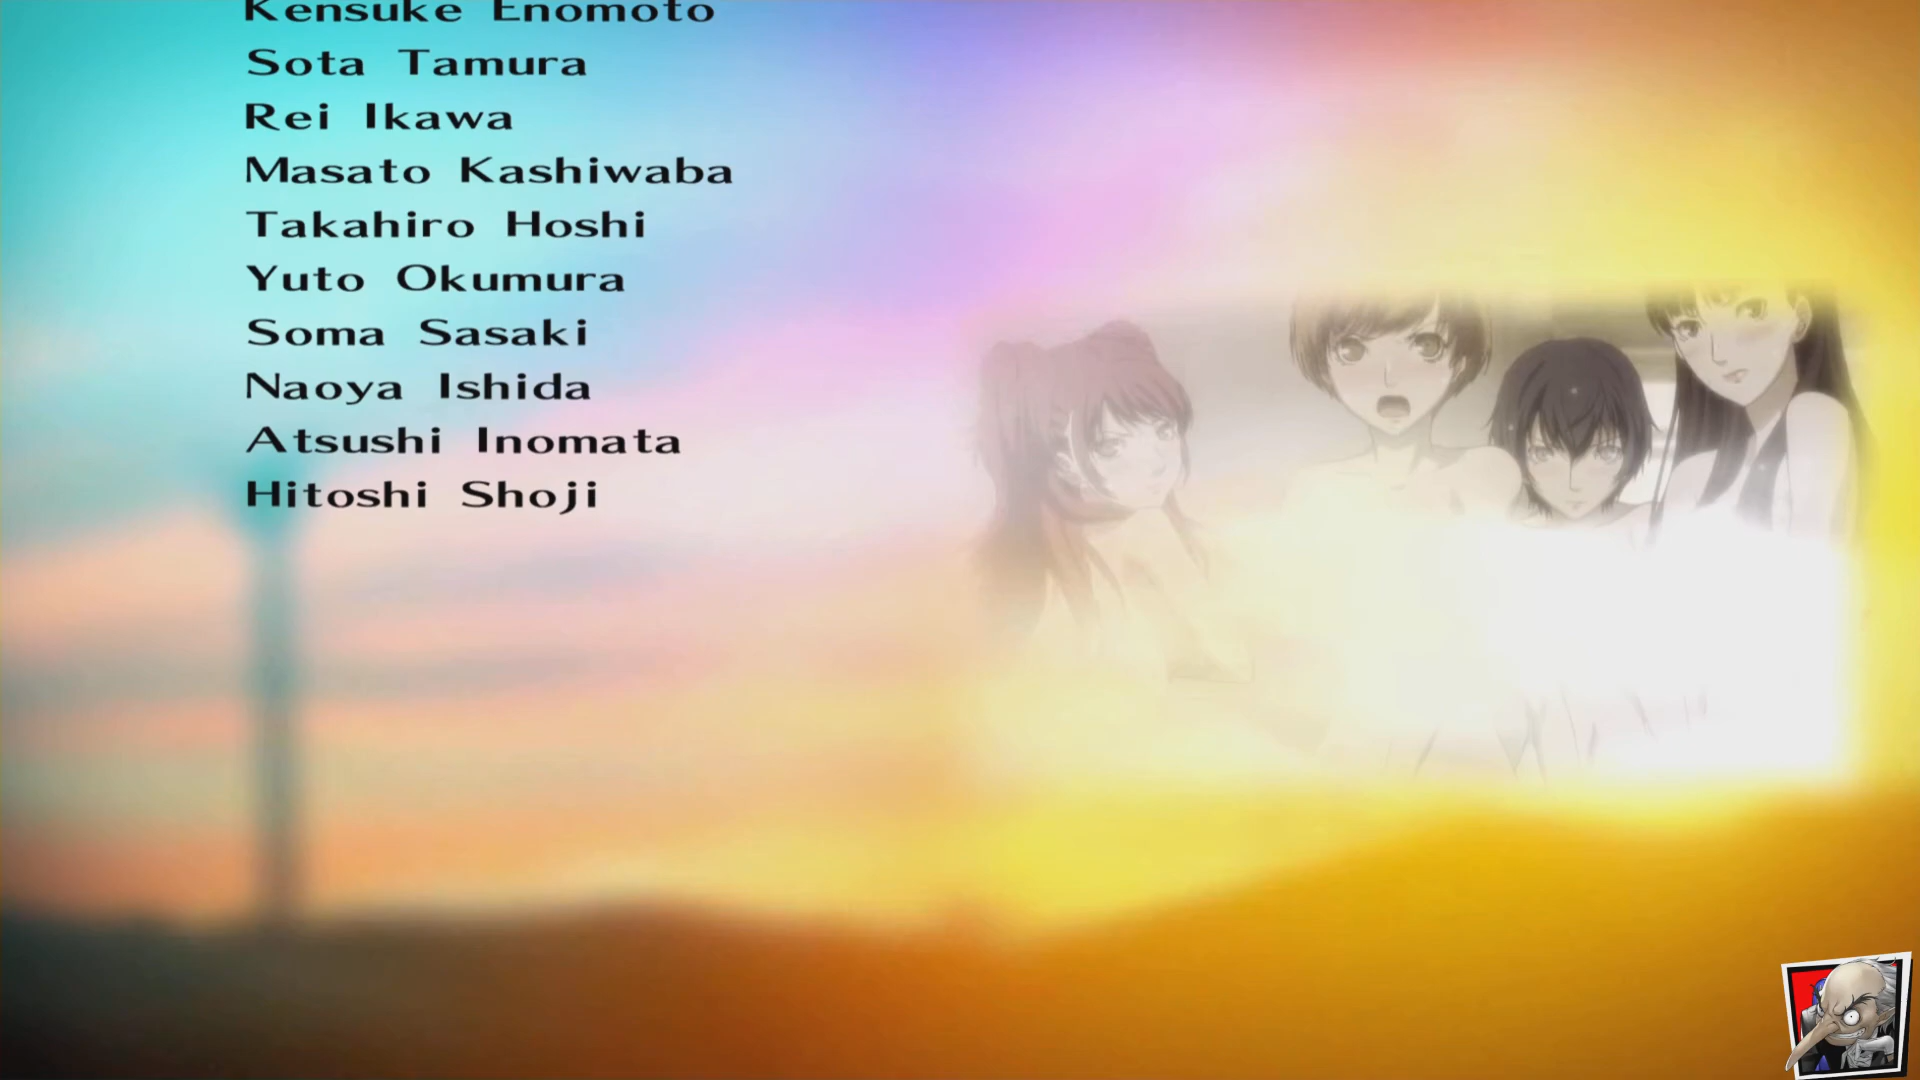 Kensuke Enomoto
Sota Tamura
Rei Ikawa
Masato Kashiwaba
Takahiro Hoshi
Yuto Okumura
Soma Sasaki
Naoya Ishida
Atsushi Inomata
Hitoshi Shoji